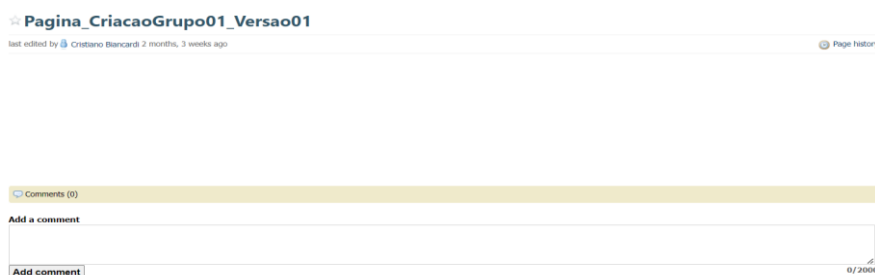 Pagina_CriacaoGrupo01_Versao01
last edited by Cristiano Biancardi 2 months, 3 weeks ago
Page histor
Comments (0)
Add a comment
Add comment
0/2000